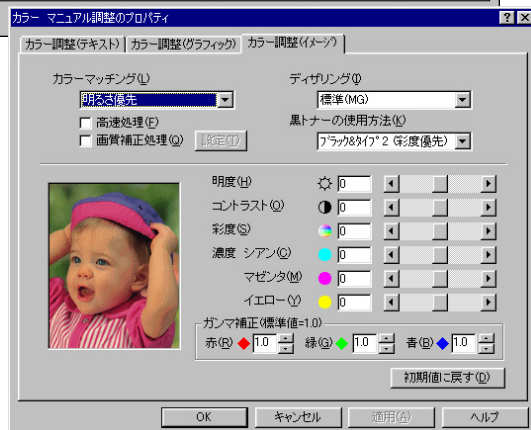 カラー マニュアル調整のプロパティ
カラー調整(テキスト) カラー調整(グラフィック) カラー調整(イメージ)
カラーマッチング(L) ディザリング(I)
明るさ優先 標準(MG)
高速処理(F) 黒トナーの使用方法(K)
画質補正処理(Q) 設定(T) ブラック&タイプ2 (彩度優先)
明度(H) 0
コントラスト(O) 0
彩度(S) 0
濃度 シアン(C) 0
マゼンタ(M) 0
イエロー(Y) 0
ガンマ補正(標準値=1.0)
赤(R) 1.0 緑(G) 1.0 青(B) 1.0
初期値に戻す(D)
OK キャンセル 適用(A) ヘルプ